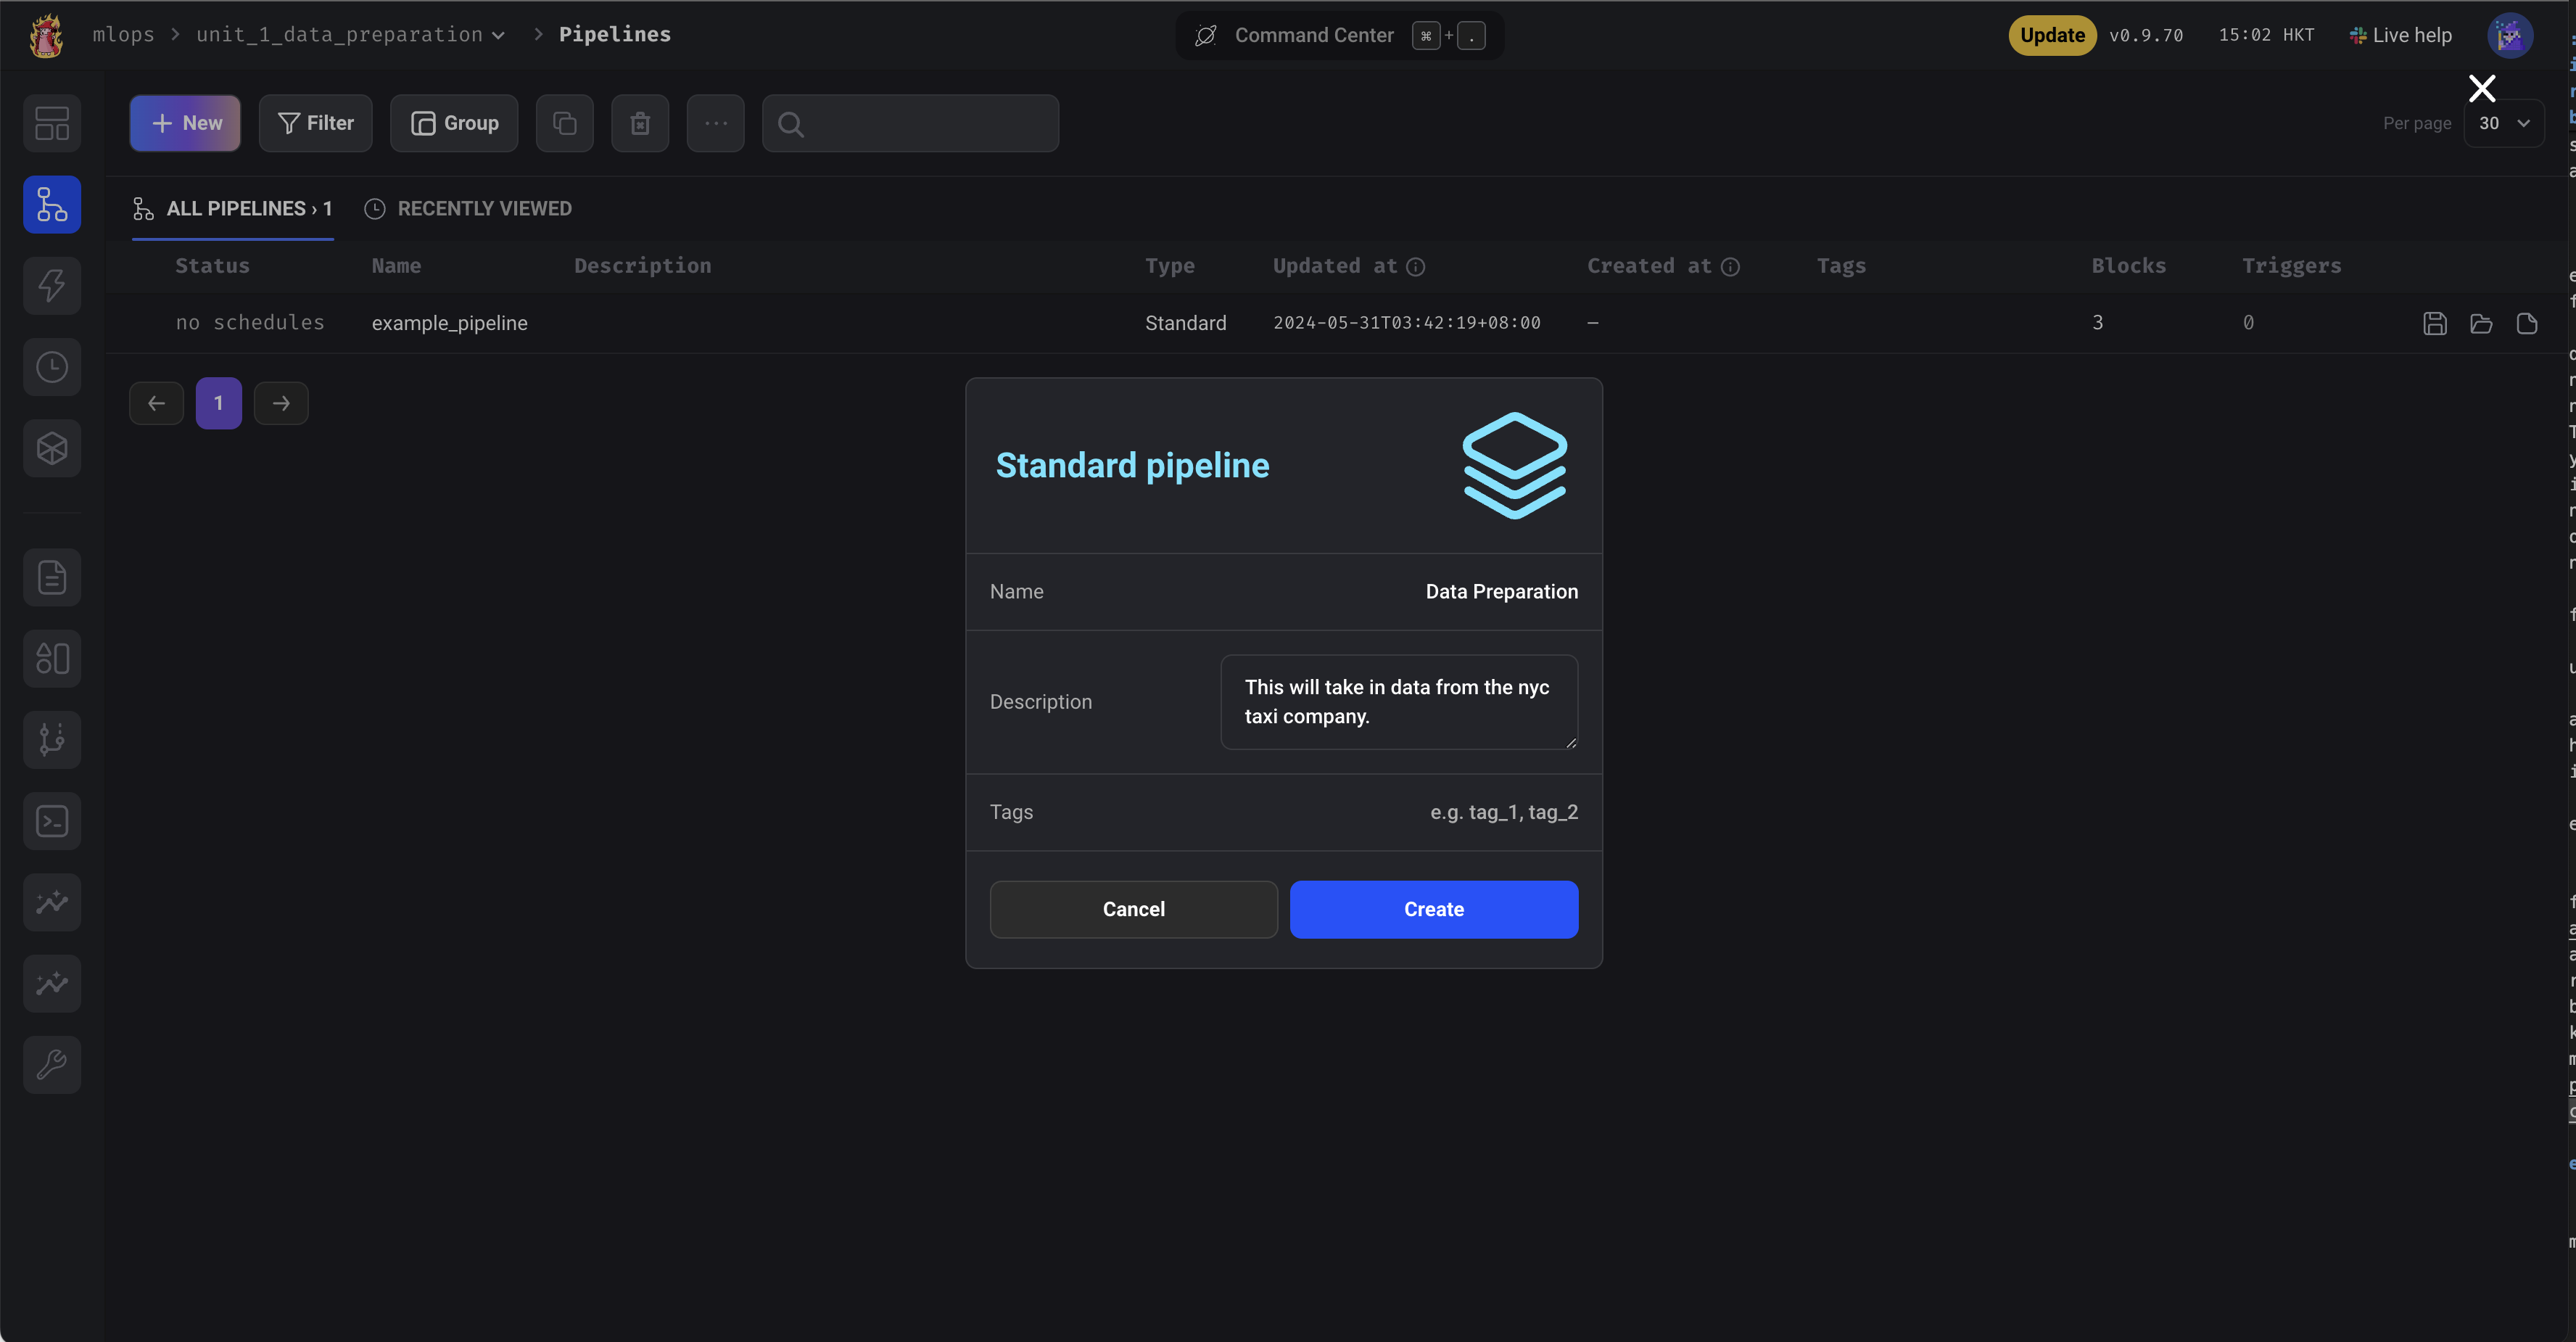 mlops > unit_1_data_preparation > Pipelines
Command Center ⌘ + .
Update v0.9.70 15:02 HKT Live help
+ New Filter Group
Per page 30
ALL PIPELINES › 1 RECENTLY VIEWED
Status Name Description Type Updated at Created at Tags Blocks Triggers
no schedules example_pipeline Standard 2024-05-31T03:42:19+08:00 — 3 0
← 1 →
Standard pipeline
Name Data Preparation
Description
This will take in data from the nyc
taxi company.
Tags e.g. tag_1, tag_2
Cancel Create